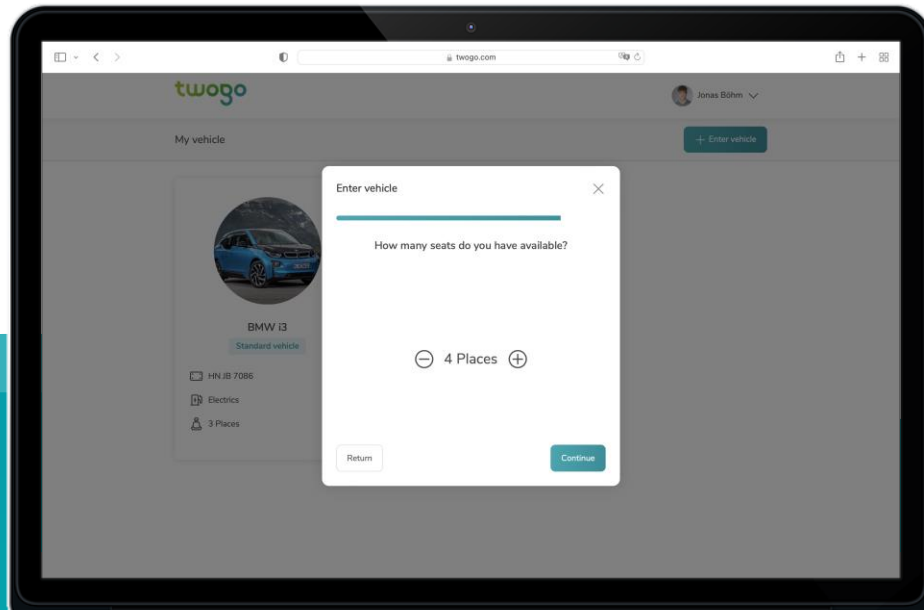 twogo.com
twogo
Jonas Böhm
My vehicle
+ Enter vehicle
Enter vehicle
How many seats do you have available?
BMW i3
Standard vehicle
4 Places
HN JB 7086
Electrics
3 Places
Return
Continue